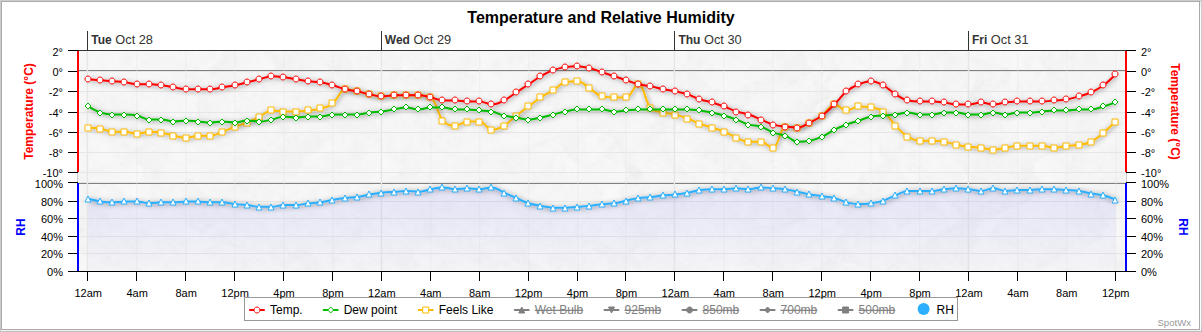 Temperature and Relative Humidity
Tue Oct 28 Wed Oct 29 Thu Oct 30 Fri Oct 31
Temperature (°C)
2°
0°
-2°
-4°
-6°
-8°
-10°
2°
0°
-2°
-4°
-6°
-8°
-10°
Temperature (°C)
RH
100%
80%
60%
40%
20%
0%
100%
80%
60%
40%
20%
0%
RH
12am 4am 8am 12pm 4pm 8pm 12am 4am 8am 12pm 4pm 8pm 12am 4am 8am 12pm 4pm 8pm 12am 4am 8am 12pm
Temp. Dew point Feels Like Wet Bulb 925mb 850mb 700mb 500mb RH
SpotWx